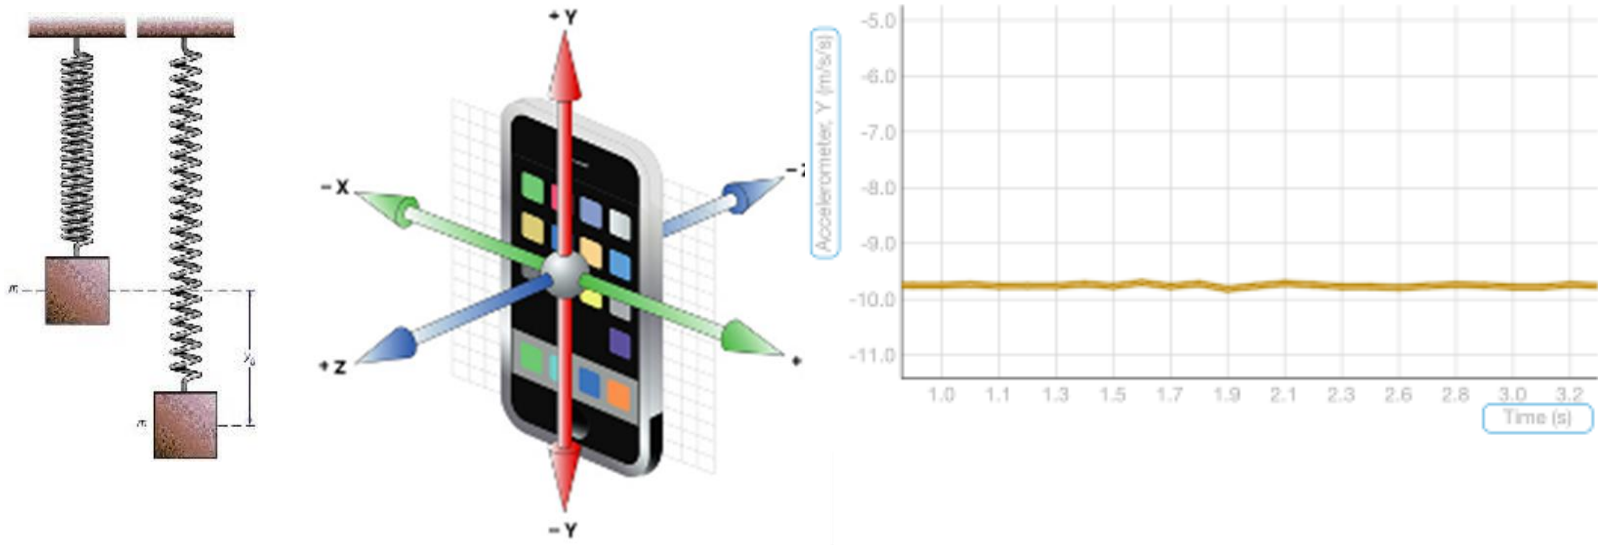 m
y₀
m
+Y
-X
-Z
+Z
+
-Y
Accelerometer, Y (m/s/s)
-5.0
-6.0
-7.0
-8.0
-9.0
-10.0
-11.0
1.0 1.1 1.3 1.5 1.7 1.9 2.1 2.3 2.4 2.6 2.8 3.0 3.2
Time (s)